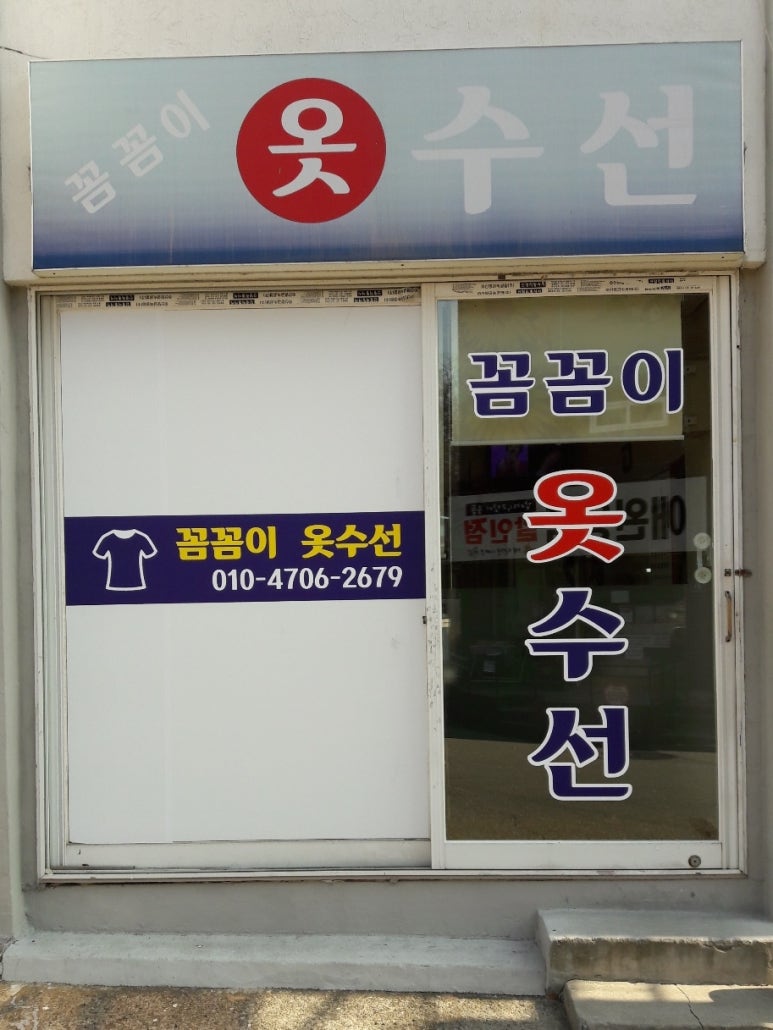 꼼꼼이 옷 수선
꼼꼼이
옷
수
선
꼼꼼이 옷수선
010-4706-2679